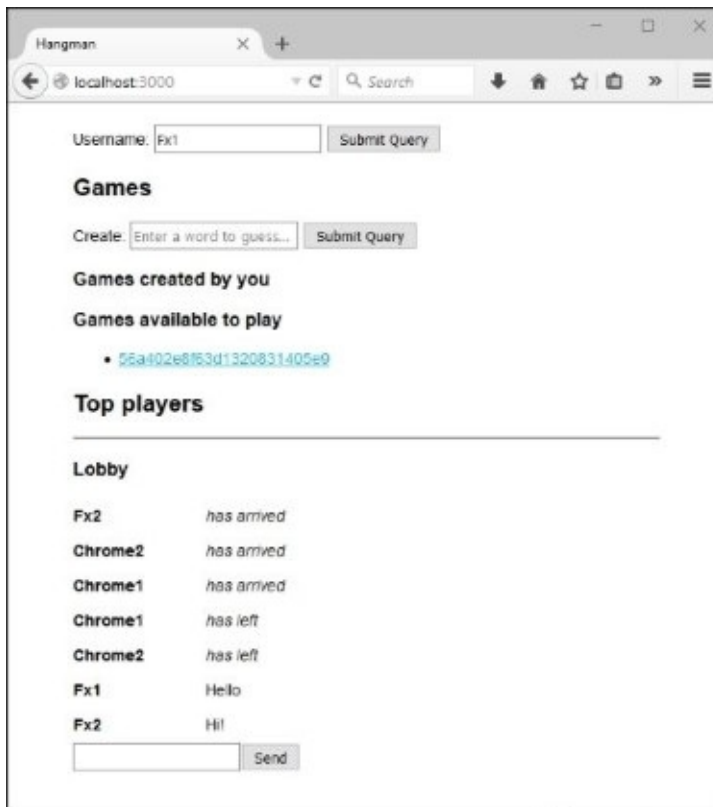 Hangman
localhost:3000
Search
Username: Fx1 Submit Query
Games
Create: Enter a word to guess... Submit Query
Games created by you
Games available to play
56a402e8f63d1320831405e9
Top players
Lobby
Fx2 has arrived
Chrome2 has arrived
Chrome1 has arrived
Chrome1 has left
Chrome2 has left
Fx1 Hello
Fx2 Hi!
Send